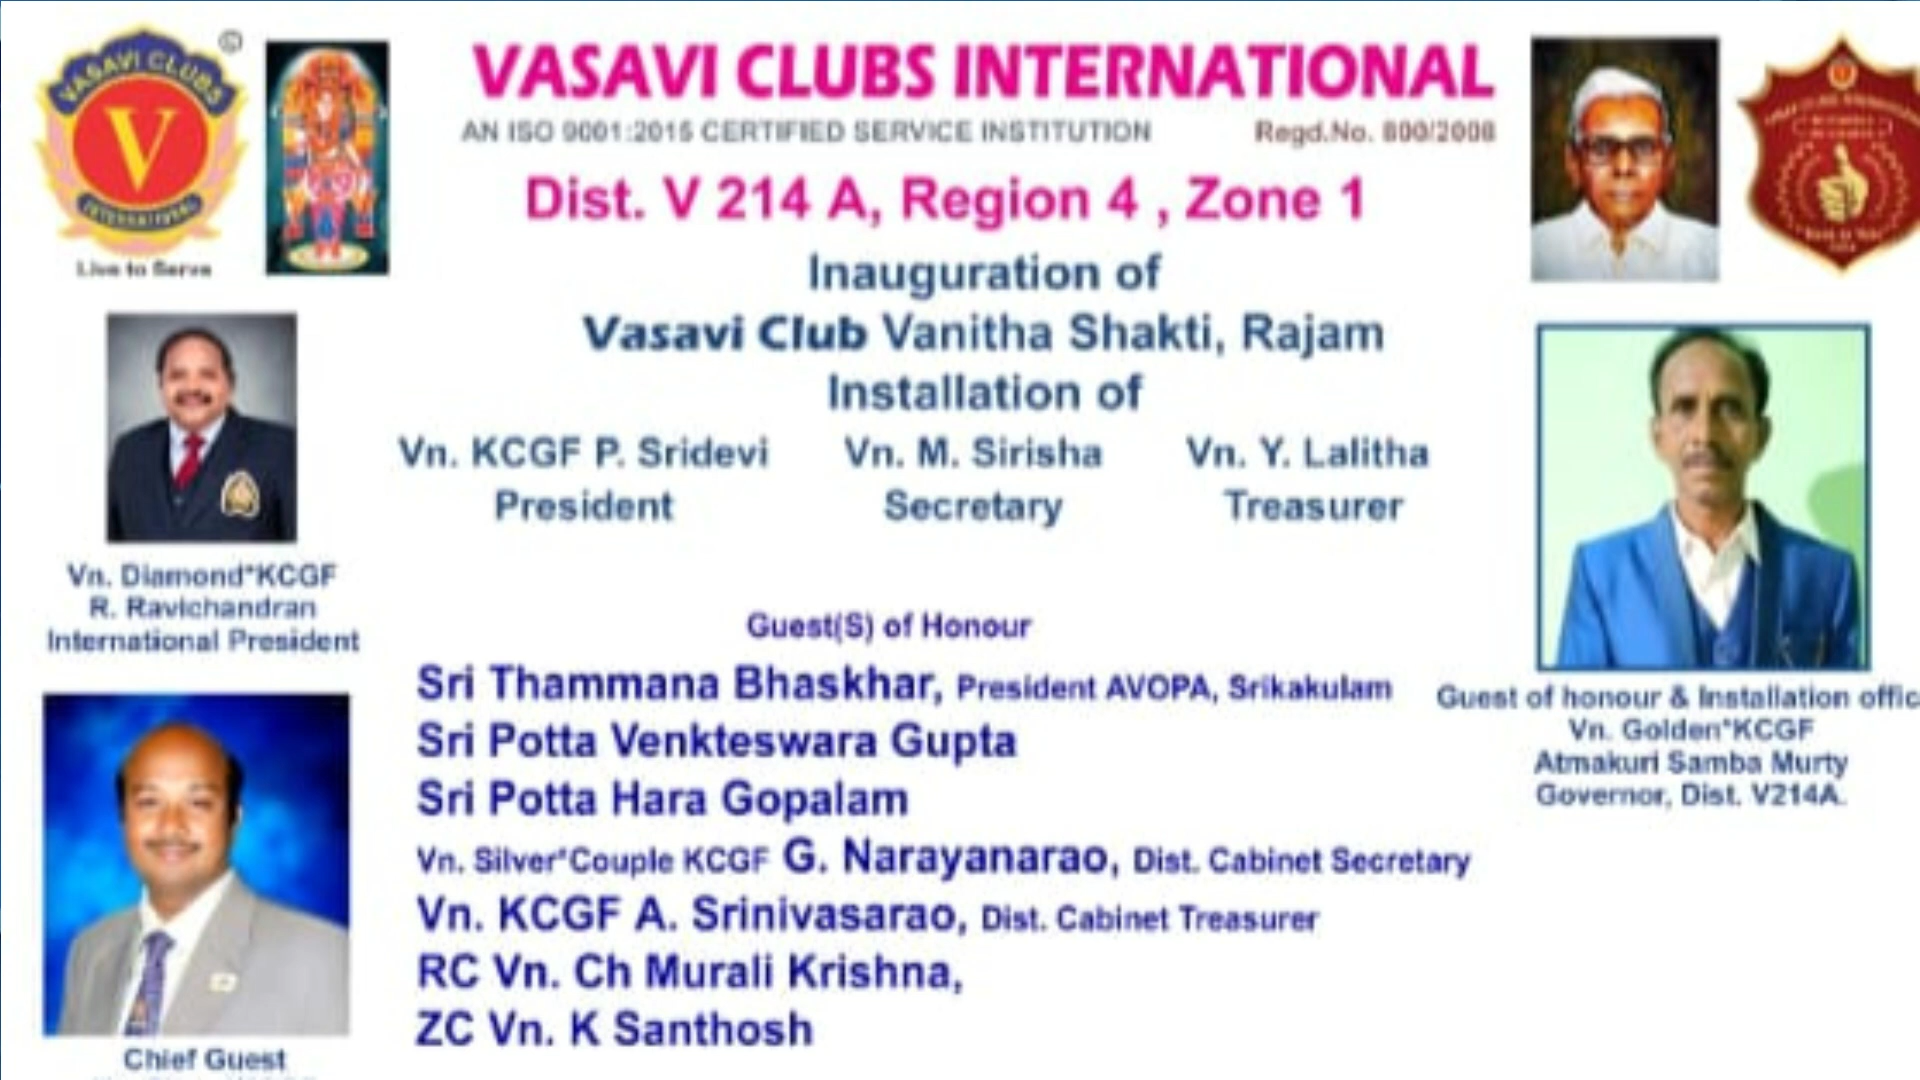 VASAVI CLUBS
V
INTERNATIONAL
Live to Serve
VASAVI CLUBS INTERNATIONAL
AN ISO 9001:2015 CERTIFIED SERVICE INSTITUTION Regd.No. 800/2008
Dist. V 214 A, Region 4 , Zone 1
Inauguration of
Vasavi Club Vanitha Shakti, Rajam
Installation of
Vn. KCGF P. Sridevi Vn. M. Sirisha Vn. Y. Lalitha
President Secretary Treasurer
Vn. Diamond*KCGF
R. Ravichandran
International President
Chief Guest
Guest(S) of Honour
Sri Thammana Bhaskhar, President AVOPA, Srikakulam
Sri Potta Venkteswara Gupta
Sri Potta Hara Gopalam
Vn. Silver*Couple KCGF G. Narayanarao, Dist. Cabinet Secretary
Vn. KCGF A. Srinivasarao, Dist. Cabinet Treasurer
RC Vn. Ch Murali Krishna,
ZC Vn. K Santhosh
Guest of honour & Installation offic
Vn. Golden*KCGF
Atmakuri Samba Murty
Governor, Dist. V214A.